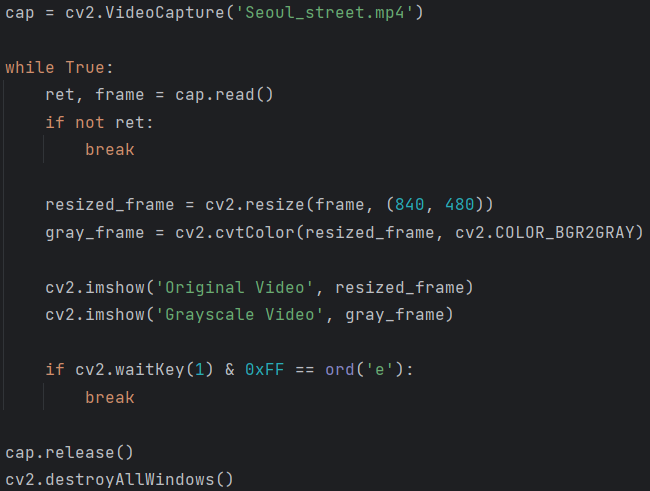 cap = cv2.VideoCapture('Seoul_street.mp4')

while True:
    ret, frame = cap.read()
    if not ret:
        break

    resized_frame = cv2.resize(frame, (840, 480))
    gray_frame = cv2.cvtColor(resized_frame, cv2.COLOR_BGR2GRAY)

    cv2.imshow('Original Video', resized_frame)
    cv2.imshow('Grayscale Video', gray_frame)

    if cv2.waitKey(1) & 0xFF == ord('e'):
        break

cap.release()
cv2.destroyAllWindows()